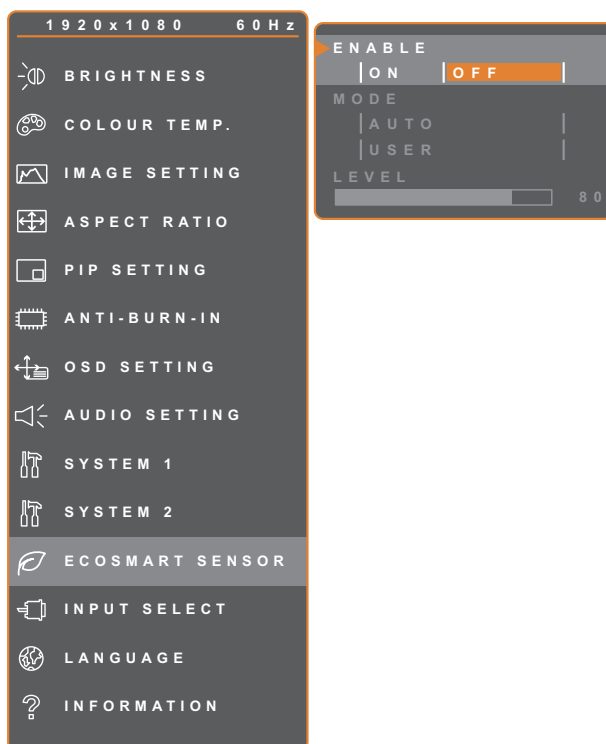 1920x1080 60Hz
BRIGHTNESS
COLOUR TEMP.
IMAGE SETTING
ASPECT RATIO
PIP SETTING
ANTI-BURN-IN
OSD SETTING
AUDIO SETTING
SYSTEM 1
SYSTEM 2
ECOSMART SENSOR
INPUT SELECT
LANGUAGE
INFORMATION
ENABLE
ON OFF
MODE
AUTO
USER
LEVEL
80